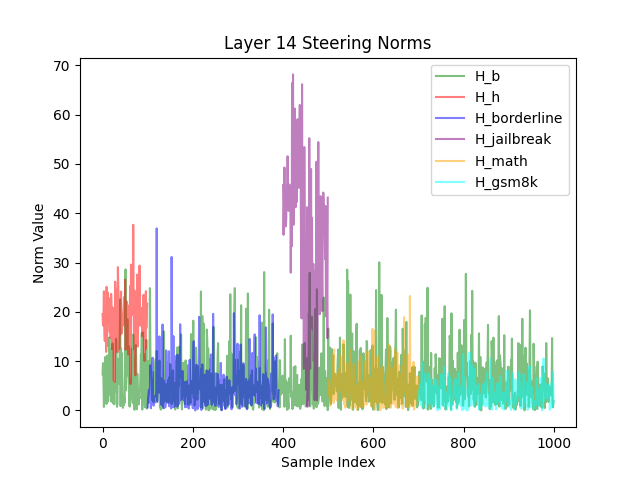 Layer 14 Steering Norms
70
60
50
40
30
20
10
0
Norm Value
H_b
H_h
H_borderline
H_jailbreak
H_math
H_gsm8k
0
200
400
600
800
1000
Sample Index